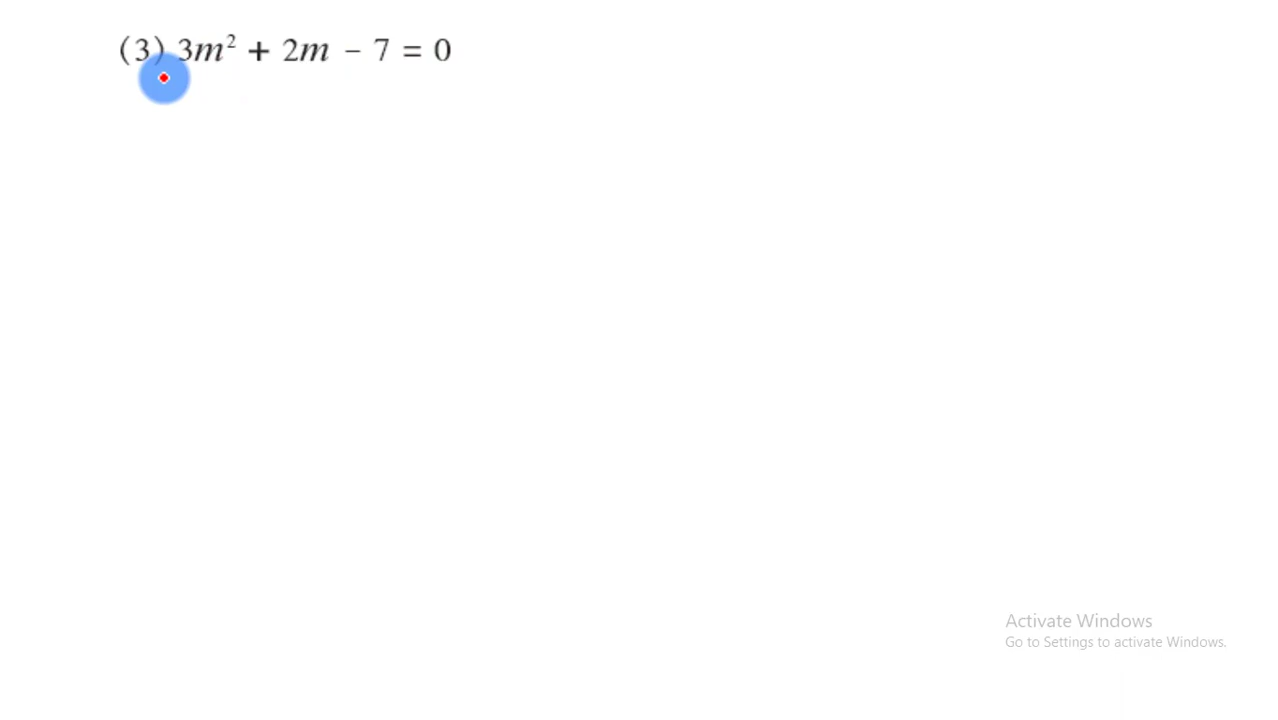 (3) 3m² + 2m − 7 = 0
Activate Windows
Go to Settings to activate Windows.